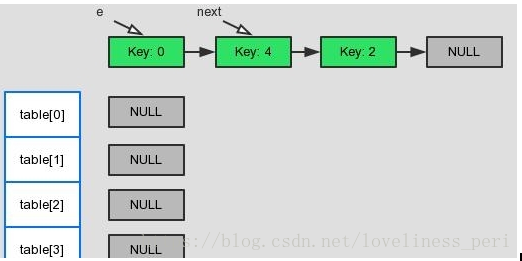 e next
Key: 0 Key: 4 Key: 2 NULL
table[0] NULL
table[1] NULL
table[2] NULL
table[3] NULL
s://blog.csdn.net/loveliness_peri